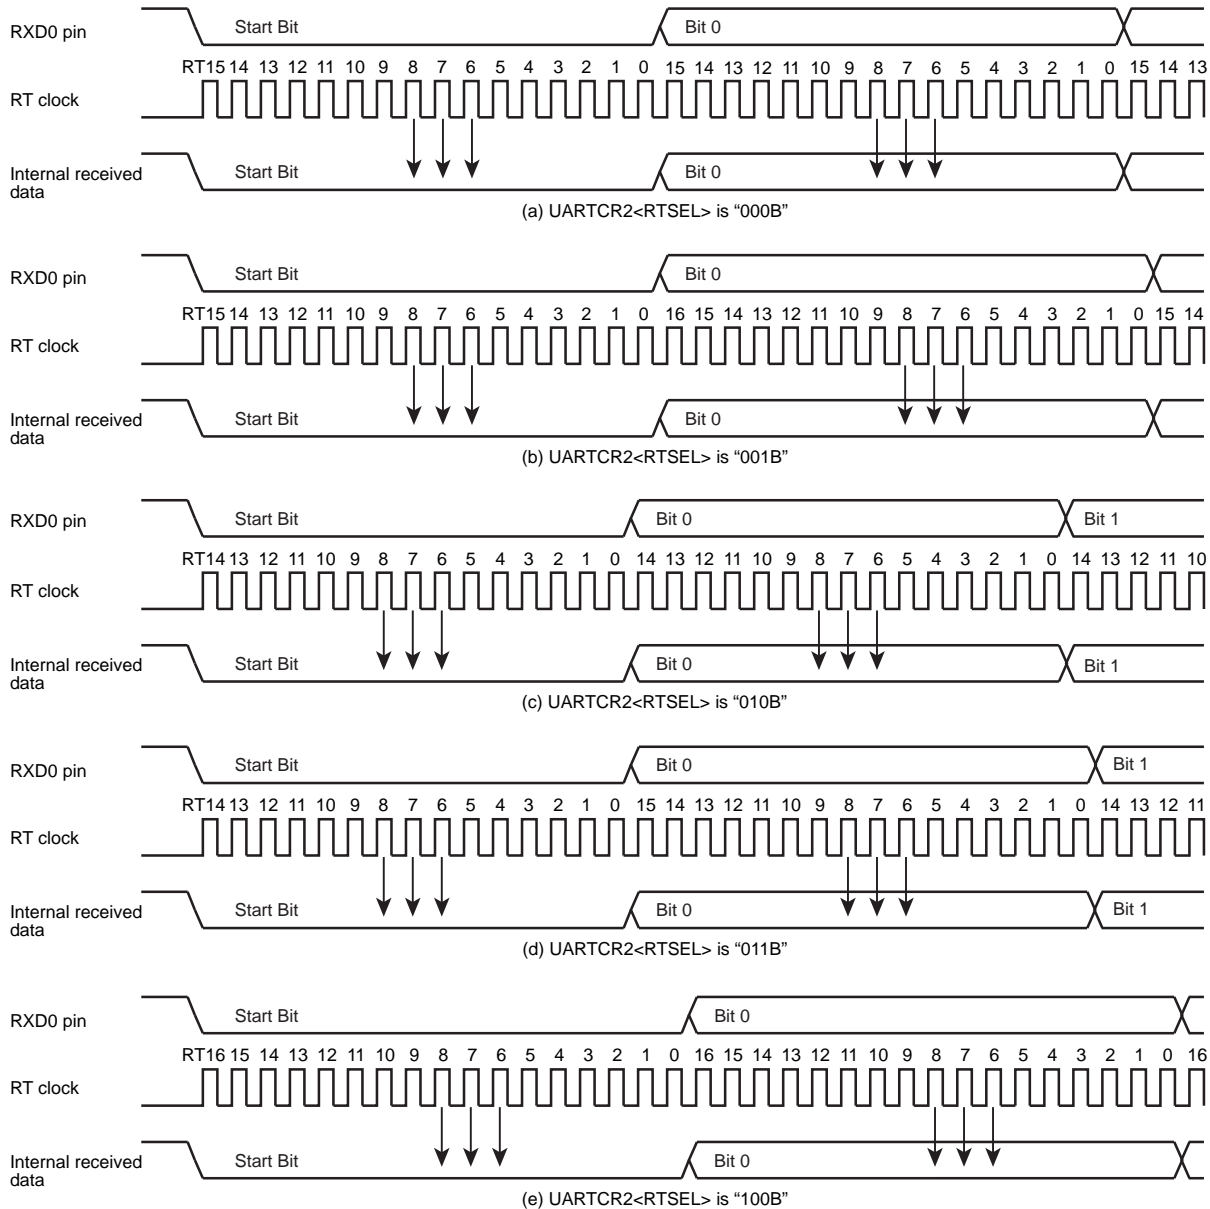 RXD0 pin
Start Bit
Bit 0
RT15 14 13 12 11 10 9 8 7 6 5 4 3 2 1 0 15 14 13 12 11 10 9 8 7 6 5 4 3 2 1 0 15 14 13
RT clock
Internal received
data
Start Bit
Bit 0
(a) UARTCR2<RTSEL> is “000B”
RXD0 pin
Start Bit
Bit 0
RT15 14 13 12 11 10 9 8 7 6 5 4 3 2 1 0 16 15 14 13 12 11 10 9 8 7 6 5 4 3 2 1 0 15 14
RT clock
Internal received
data
Start Bit
Bit 0
(b) UARTCR2<RTSEL> is “001B”
RXD0 pin
Start Bit
Bit 0
Bit 1
RT14 13 12 11 10 9 8 7 6 5 4 3 2 1 0 14 13 12 11 10 9 8 7 6 5 4 3 2 1 0 14 13 12 11 10
RT clock
Internal received
data
Start Bit
Bit 0
Bit 1
(c) UARTCR2<RTSEL> is “010B”
RXD0 pin
Start Bit
Bit 0
Bit 1
RT14 13 12 11 10 9 8 7 6 5 4 3 2 1 0 15 14 13 12 11 10 9 8 7 6 5 4 3 2 1 0 14 13 12 11
RT clock
Internal received
data
Start Bit
Bit 0
Bit 1
(d) UARTCR2<RTSEL> is “011B”
RXD0 pin
Start Bit
Bit 0
RT16 15 14 13 12 11 10 9 8 7 6 5 4 3 2 1 0 16 15 14 13 12 11 10 9 8 7 6 5 4 3 2 1 0 16
RT clock
Internal received
data
Start Bit
Bit 0
(e) UARTCR2<RTSEL> is “100B”